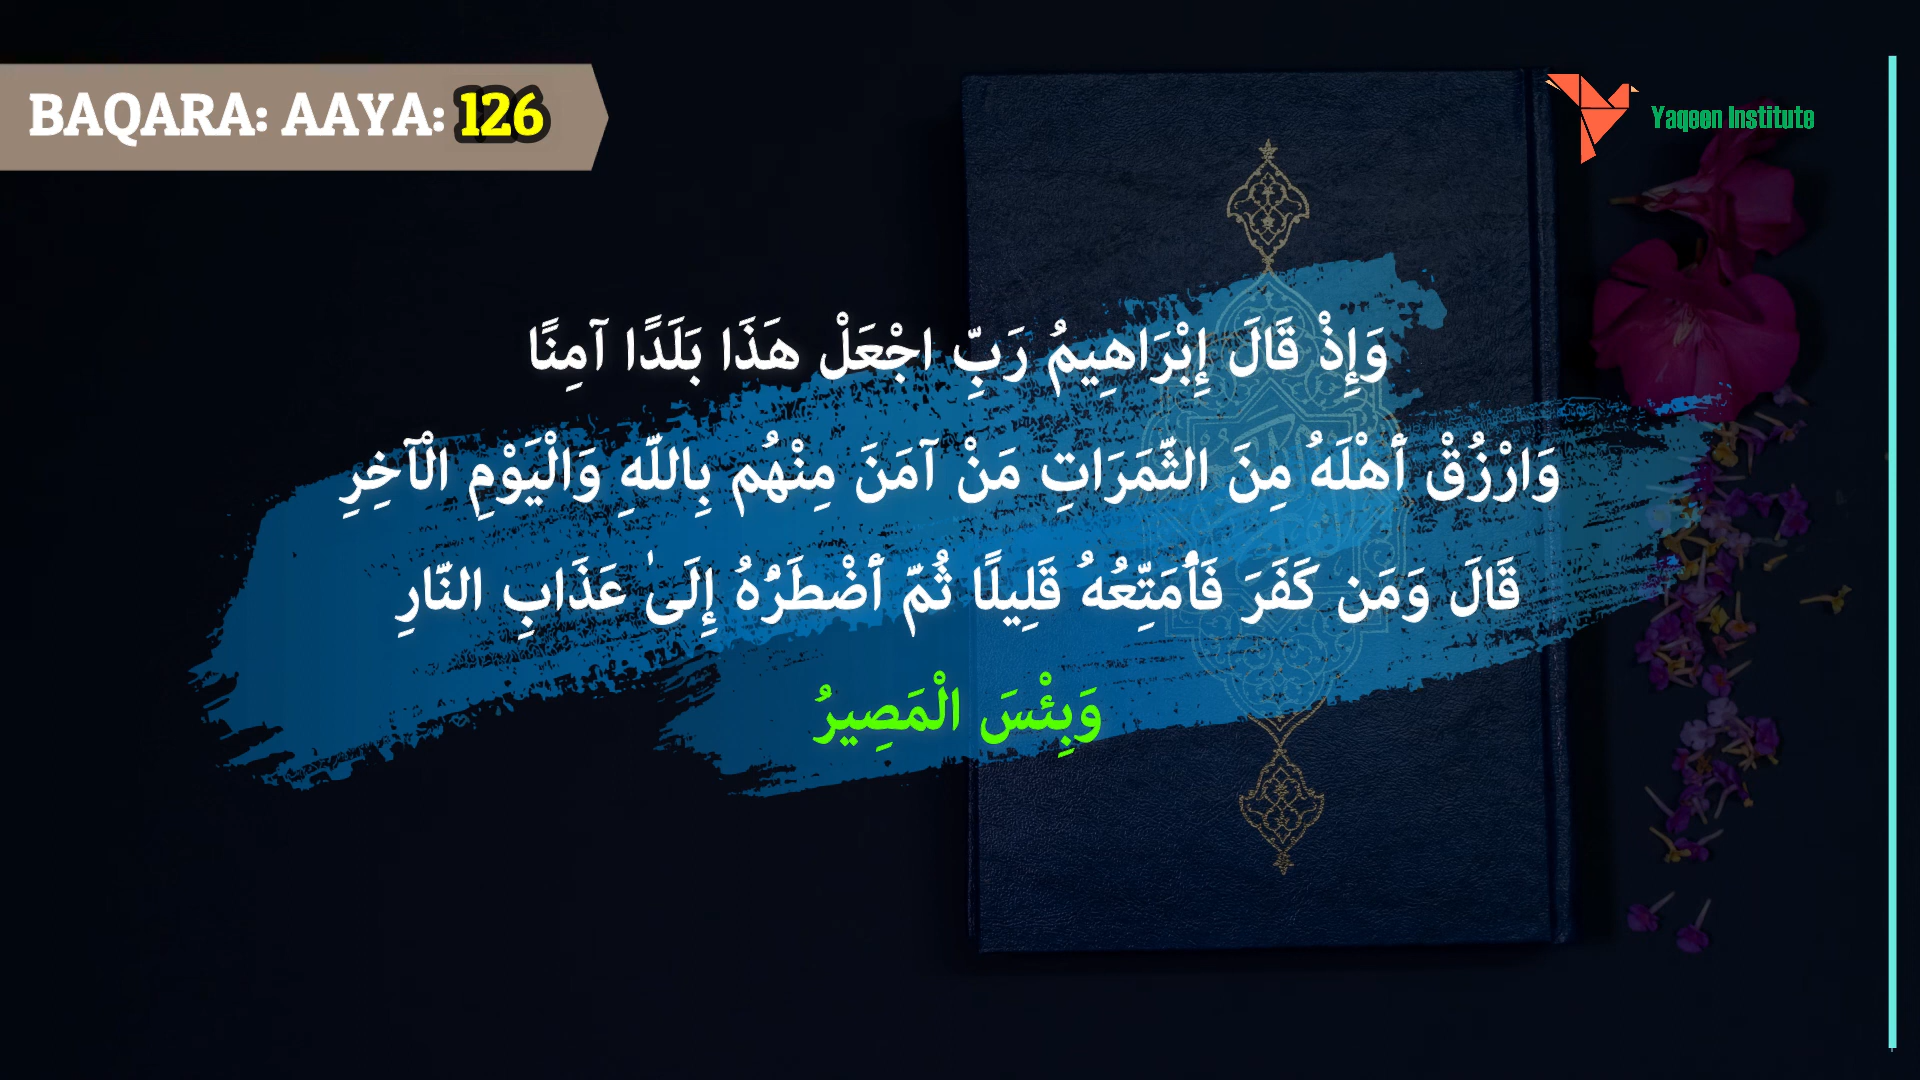 BAQARA: AAYA: 126
Yaqeen Institute
وَإِذْ قَالَ إِبْرَاهِيمُ رَبِّ اجْعَلْ هَذَا بَلَدًا آمِنًا
وَارْزُقْ أَهْلَهُ مِنَ الثَّمَرَاتِ مَنْ آمَنَ مِنْهُم بِاللَّهِ وَالْيَوْمِ الْآخِرِ
قَالَ وَمَن كَفَرَ فَأُمَتِّعُهُ قَلِيلًا ثُمَّ أَضْطَرُّهُ إِلَىٰ عَذَابِ النَّارِ
وَبِئْسَ الْمَصِيرُ